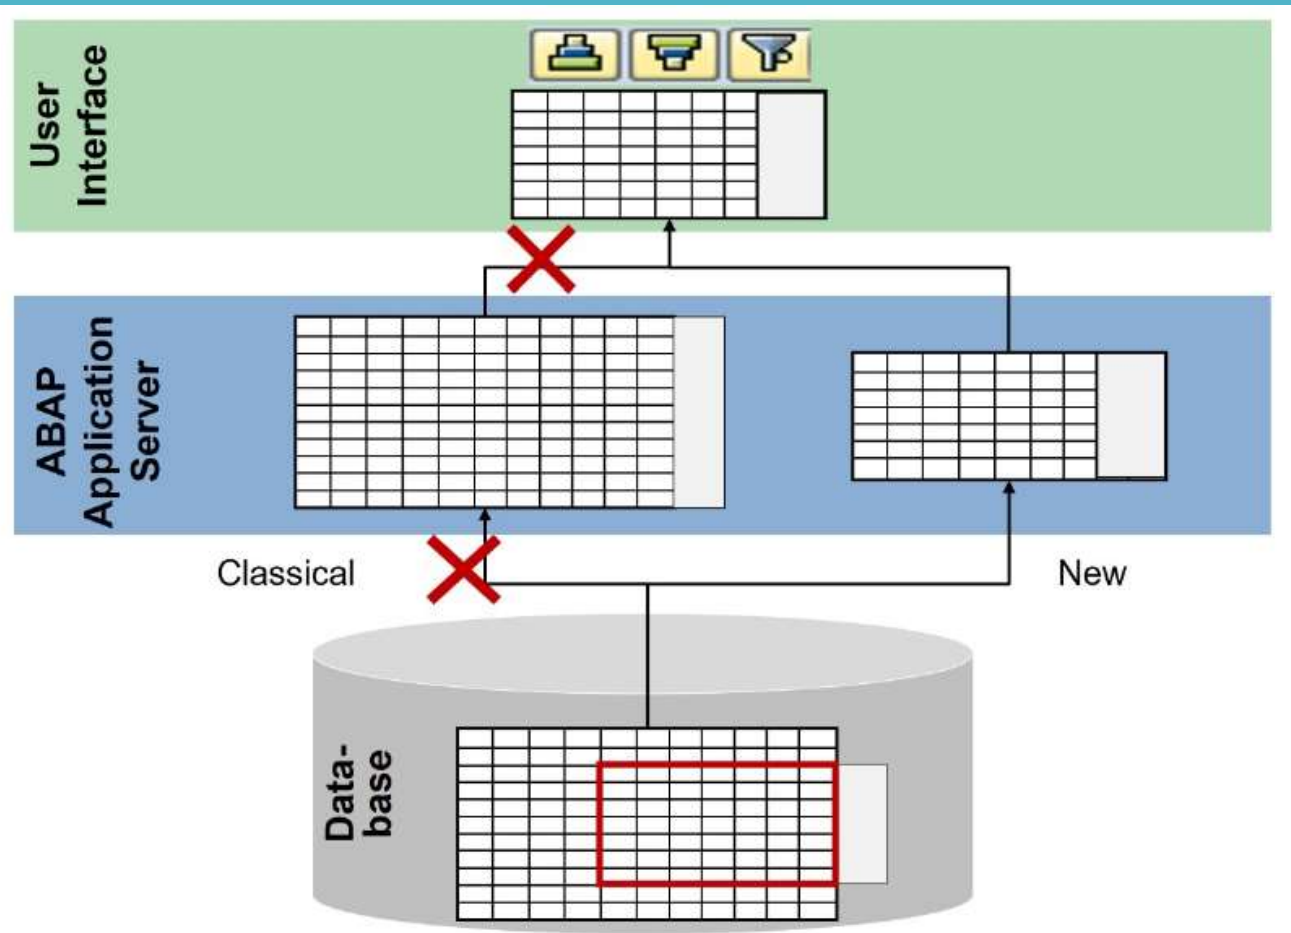 User
Interface
ABAP
Application
Server
Classical
New
Data-
base